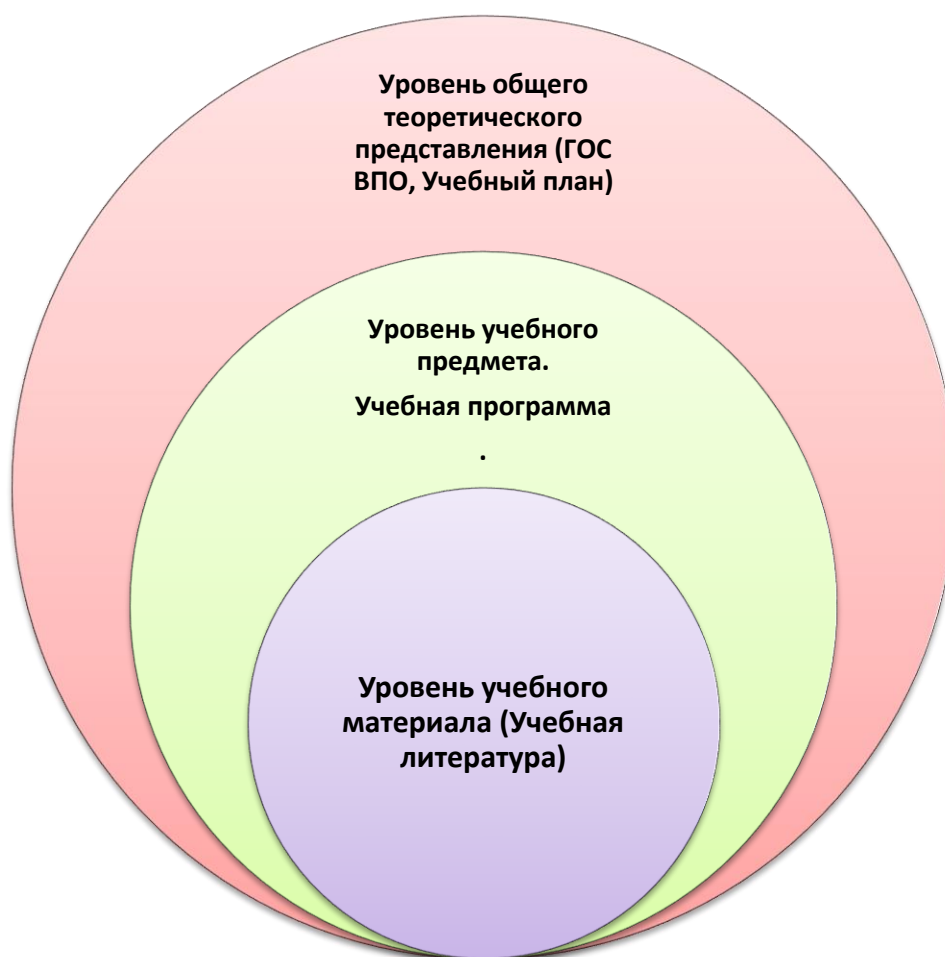 Уровень общего
теоретического
представления (ГОС
ВПО, Учебный план)
Уровень учебного
предмета.
Учебная программа
.
Уровень учебного
материала (Учебная
литература)